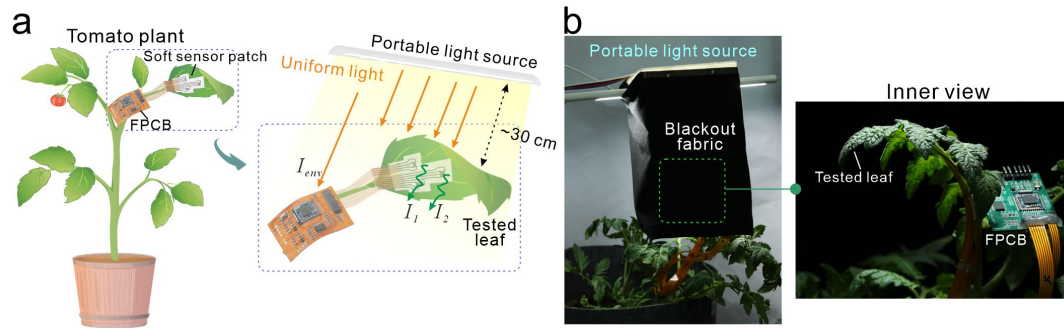 a
Tomato plant
Soft sensor patch
FPCB
Portable light source
Uniform light
~30 cm
I_env
I_1
I_2
Tested
leaf
b
Portable light source
Blackout
fabric
Inner view
Tested leaf
FPCB